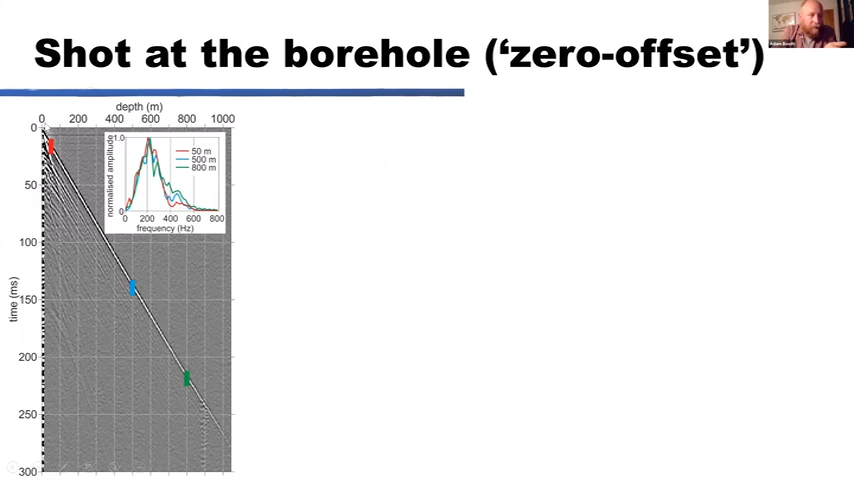 Shot at the borehole (‘zero-offset’)
Adam Booth
depth (m)
0 200 400 600 800 1000
0
50
100
150
200
250
300
time (ms)
normalised amplitude
1.0
0
50 m
500 m
800 m
0 200 400 600 800
frequency (Hz)